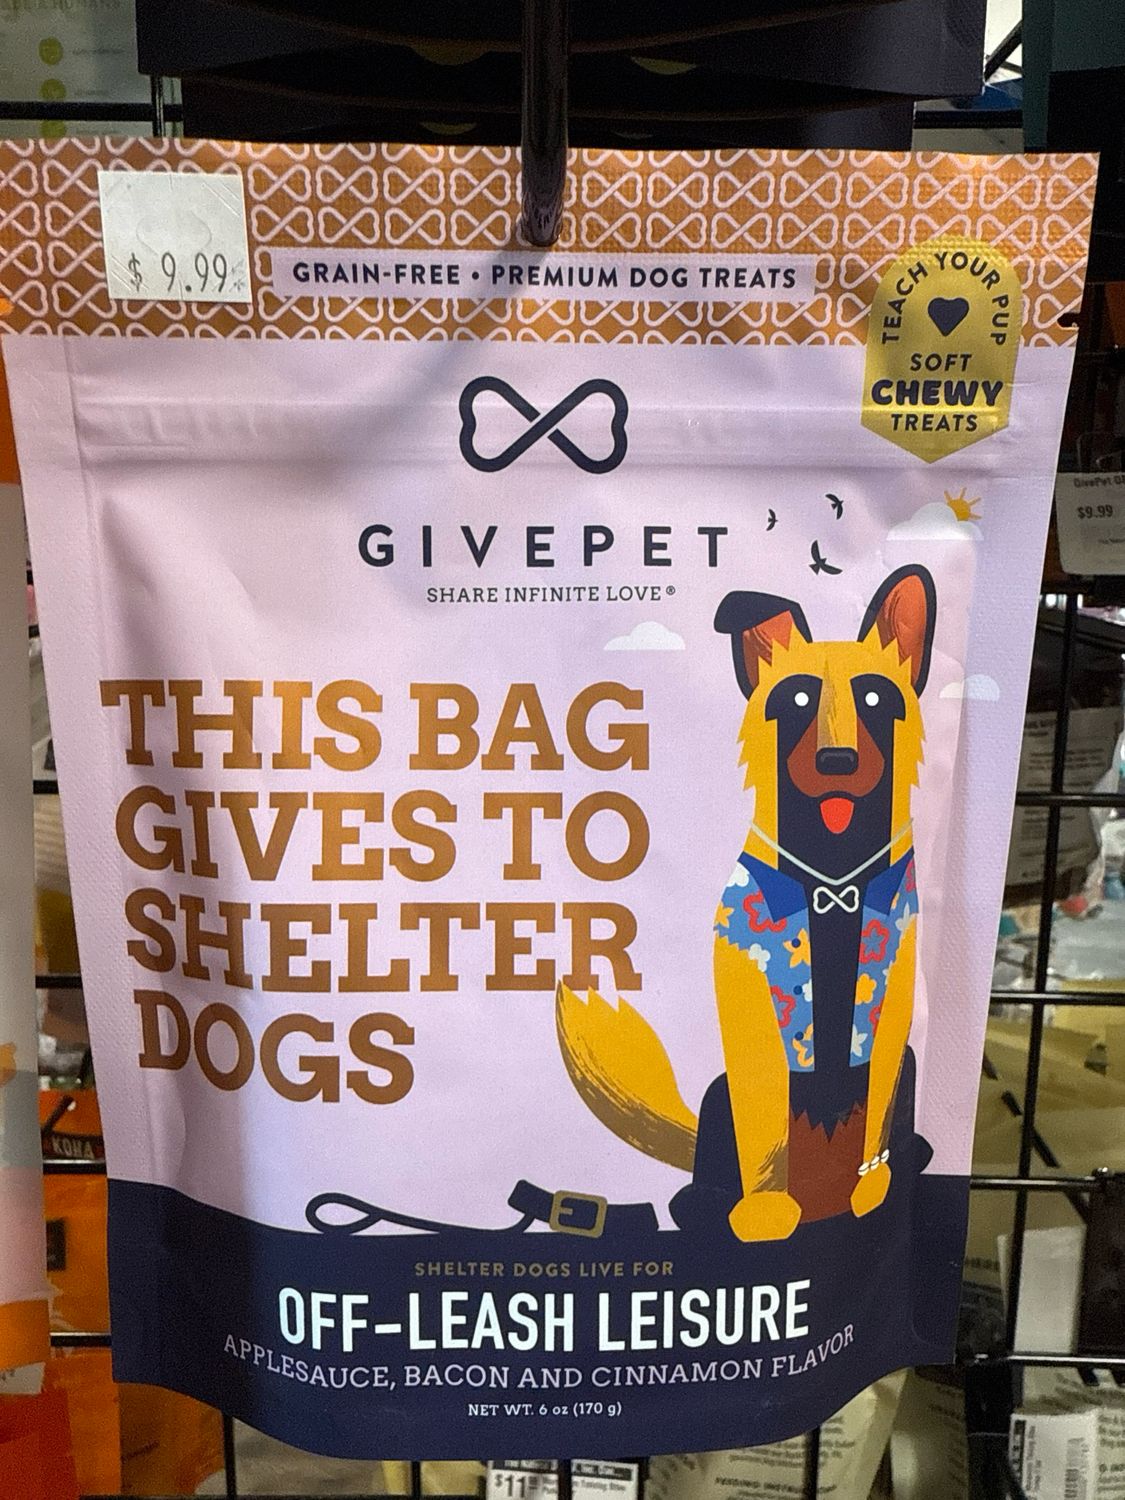 $ 9.99
GRAIN-FREE • PREMIUM DOG TREATS
TEACH YOUR PUP
SOFT
CHEWY
TREATS
GIVEPET
SHARE INFINITE LOVE®
$9.99
THIS BAG
GIVES TO
SHELTER
DOGS
KOHA
SHELTER DOGS LIVE FOR
OFF-LEASH LEISURE
APPLESAUCE, BACON AND CINNAMON FLAVOR
NET WT. 6 oz (170 g)